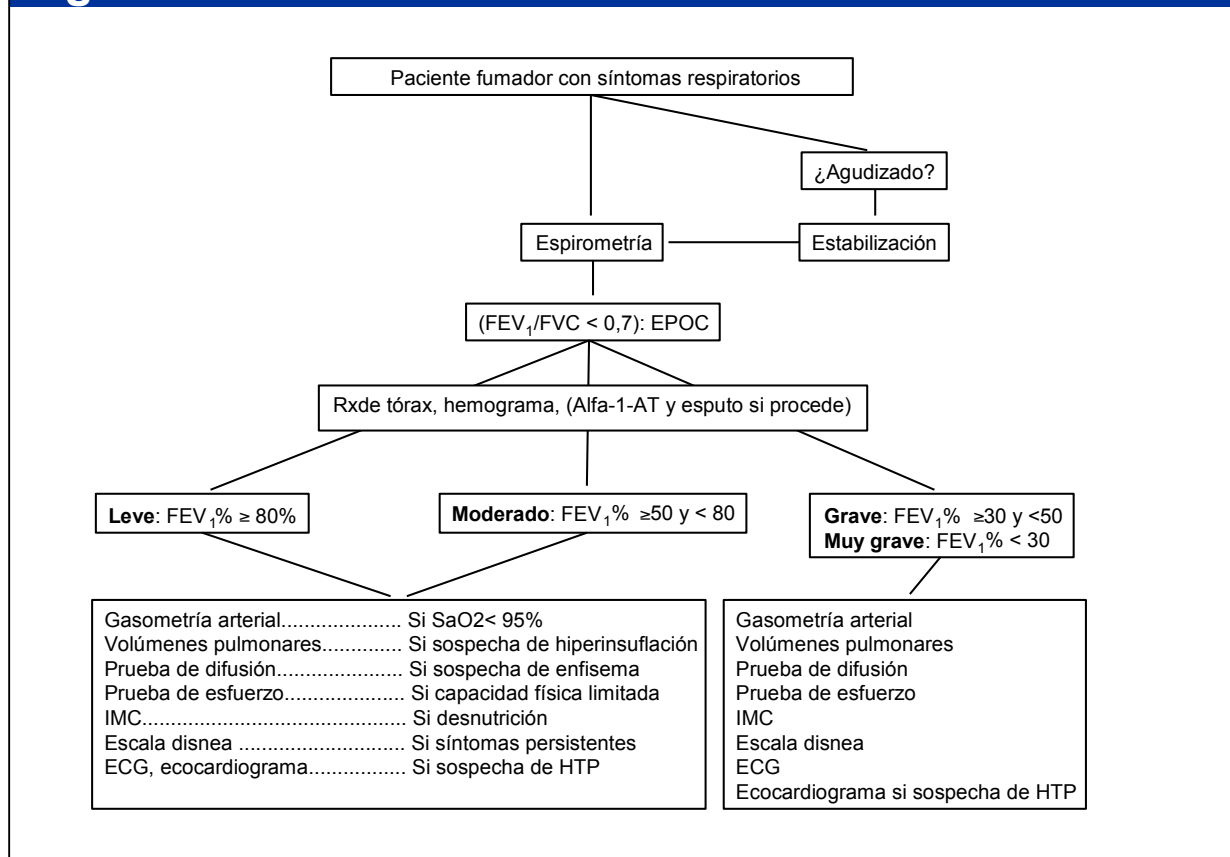 Paciente fumador con síntomas respiratorios
¿Agudizado?
Espirometría
Estabilización
(FEV1/FVC < 0,7): EPOC
Rxde tórax, hemograma, (Alfa-1-AT y esputo si procede)
Leve: FEV1% ≥ 80%
Moderado: FEV1% ≥50 y < 80
Grave: FEV1% ≥30 y <50
Muy grave: FEV1% < 30
Gasometría arterial...................... Si SaO2< 95%
Volúmenes pulmonares.............. Si sospecha de hiperinsuflación
Prueba de difusión....................... Si sospecha de enfisema
Prueba de esfuerzo...................... Si capacidad física limitada
IMC................................................ Si desnutrición
Escala disnea .............................. Si síntomas persistentes
ECG, ecocardiograma.................. Si sospecha de HTP
Gasometría arterial
Volúmenes pulmonares
Prueba de difusión
Prueba de esfuerzo
IMC
Escala disnea
ECG
Ecocardiograma si sospecha de HTP